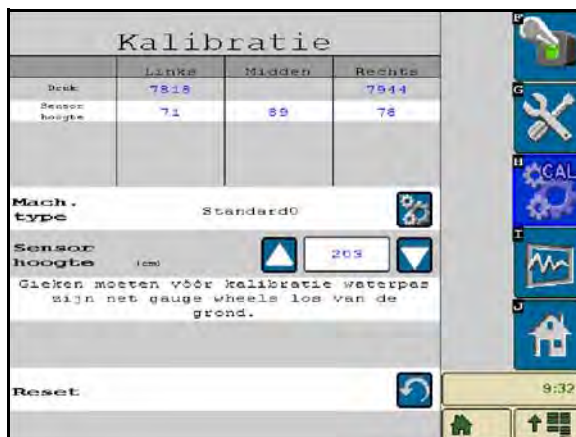 Kalibratie
Links Midden Rechts
Druk 7818 7944
Sensor hoogte 71 89 78
Mach. type Standard0
Sensor hoogte (cm) 203
Gieken moeten vóór kalibratie waterpas
zijn net gauge wheels los van de
grond.
Reset
F
G
H
CAL
I
J
9:32